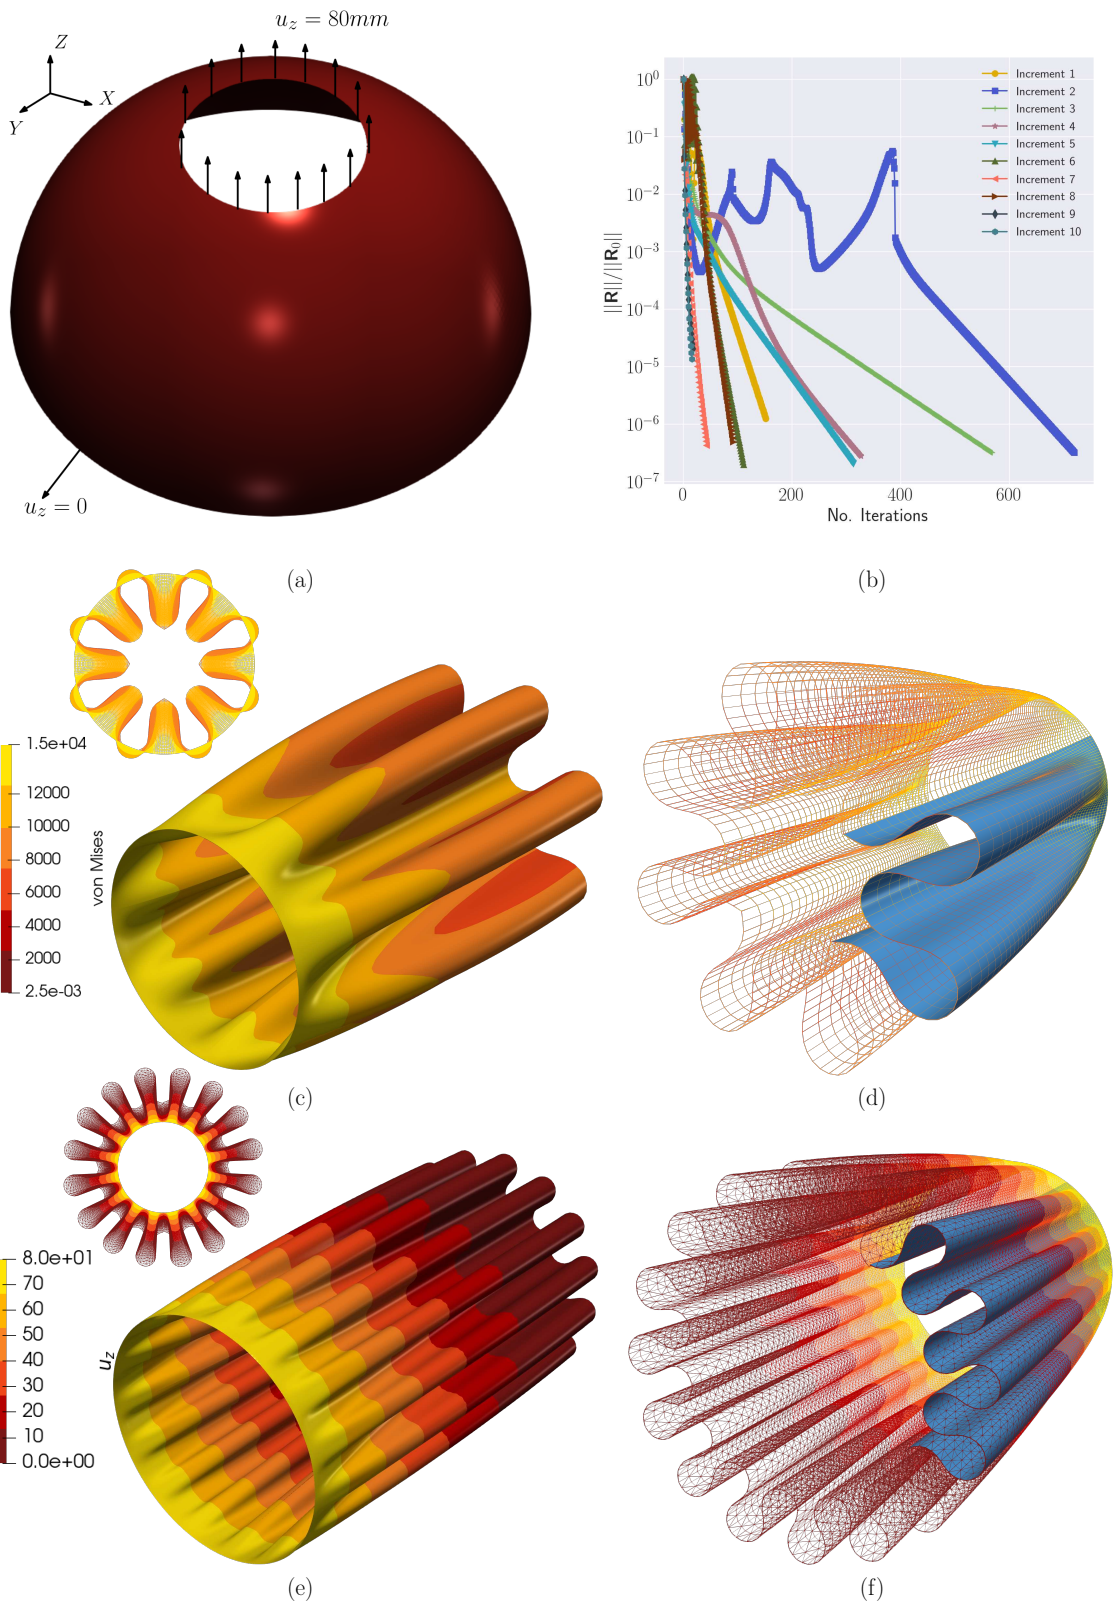 u_z = 80mm
Z
X
Y
u_z = 0
(a)
10^0
10^-1
10^-2
10^-3
10^-4
10^-5
10^-6
10^-7
||R||/||R_0||
0
200
400
600
No. Iterations
Increment 1
Increment 2
Increment 3
Increment 4
Increment 5
Increment 6
Increment 7
Increment 8
Increment 9
Increment 10
(b)
1.5e+04
12000
10000
8000
6000
4000
2000
2.5e-03
von Mises
(c)
(d)
8.0e+01
70
60
50
40
30
20
10
0.0e+00
u_z
(e)
(f)